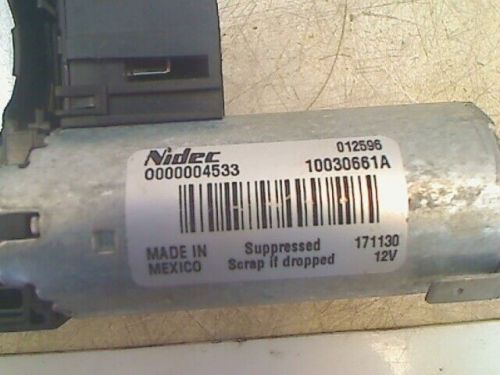 Nidec 012596
0000004533 10030661A
MADE IN Suppressed 171130
MEXICO Scrap if dropped 12V